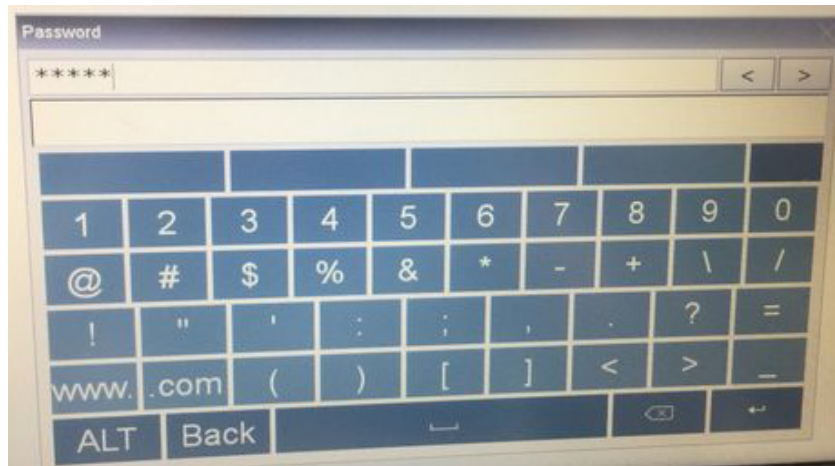 Password
***** < >
1 2 3 4 5 6 7 8 9 0
@ # $ % & * - + \ /
! " ' : ; , . ? =
www. .com ( ) [ ] < > _
ALT Back